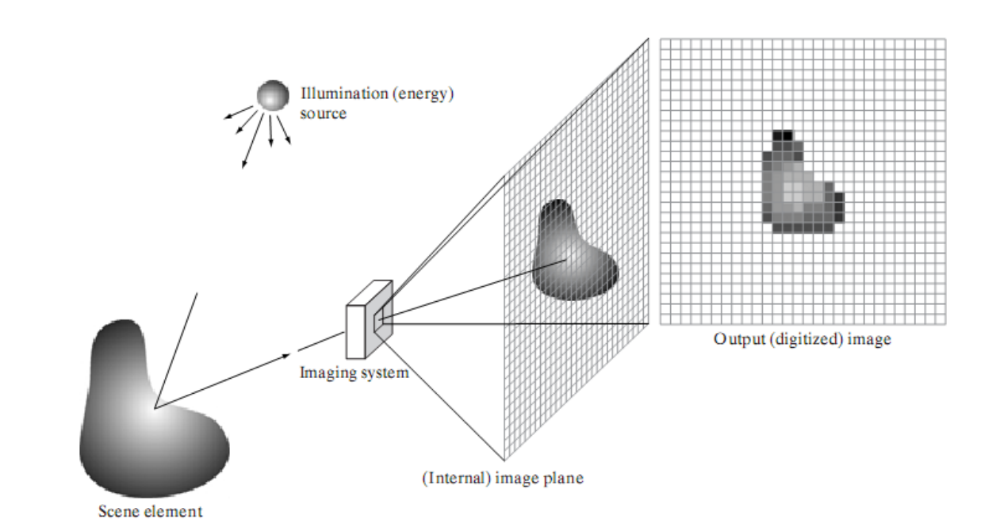 Illumination (energy)
source
Output (digitized) image
Imaging system
(Internal) image plane
Scene element